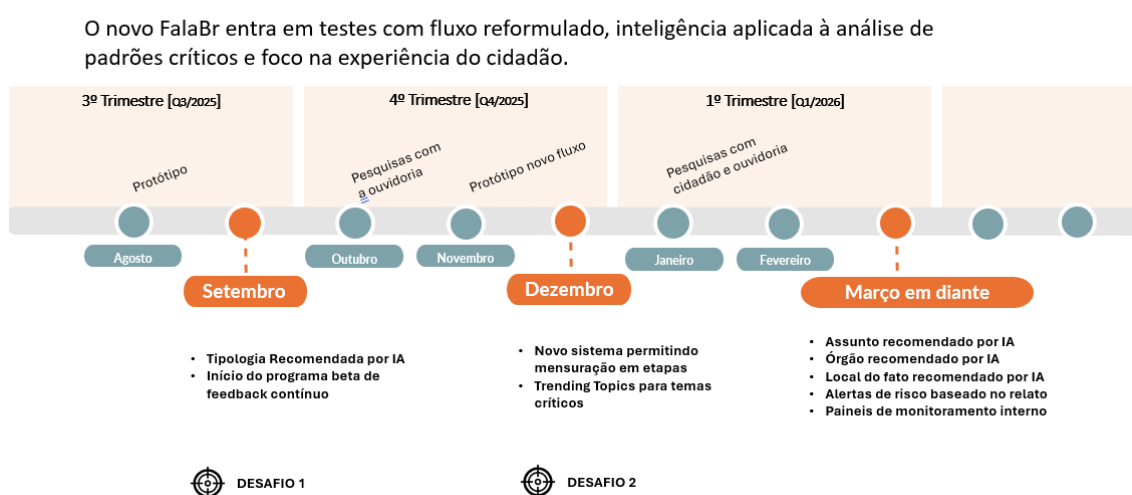 O novo FalaBr entra em testes com fluxo reformulado, inteligência aplicada à análise de
padrões críticos e foco na experiência do cidadão.
3º Trimestre [Q3/2025]
4º Trimestre [Q4/2025]
1º Trimestre [Q1/2026]
Protótipo
Pesquisas com
a ouvidoria
Protótipo novo fluxo
Pesquisas com
cidadão e ouvidoria
Agosto
Outubro
Novembro
Janeiro
Fevereiro
Setembro
Dezembro
Março em diante
• Tipologia Recomendada por IA
• Início do programa beta de
feedback contínuo
• Novo sistema permitindo
mensuração em etapas
• Trending Topics para temas
críticos
• Assunto recomendado por IA
• Órgão recomendado por IA
• Local do fato recomendado por IA
• Alertas de risco baseado no relato
• Paineis de monitoramento interno
DESAFIO 1
DESAFIO 2